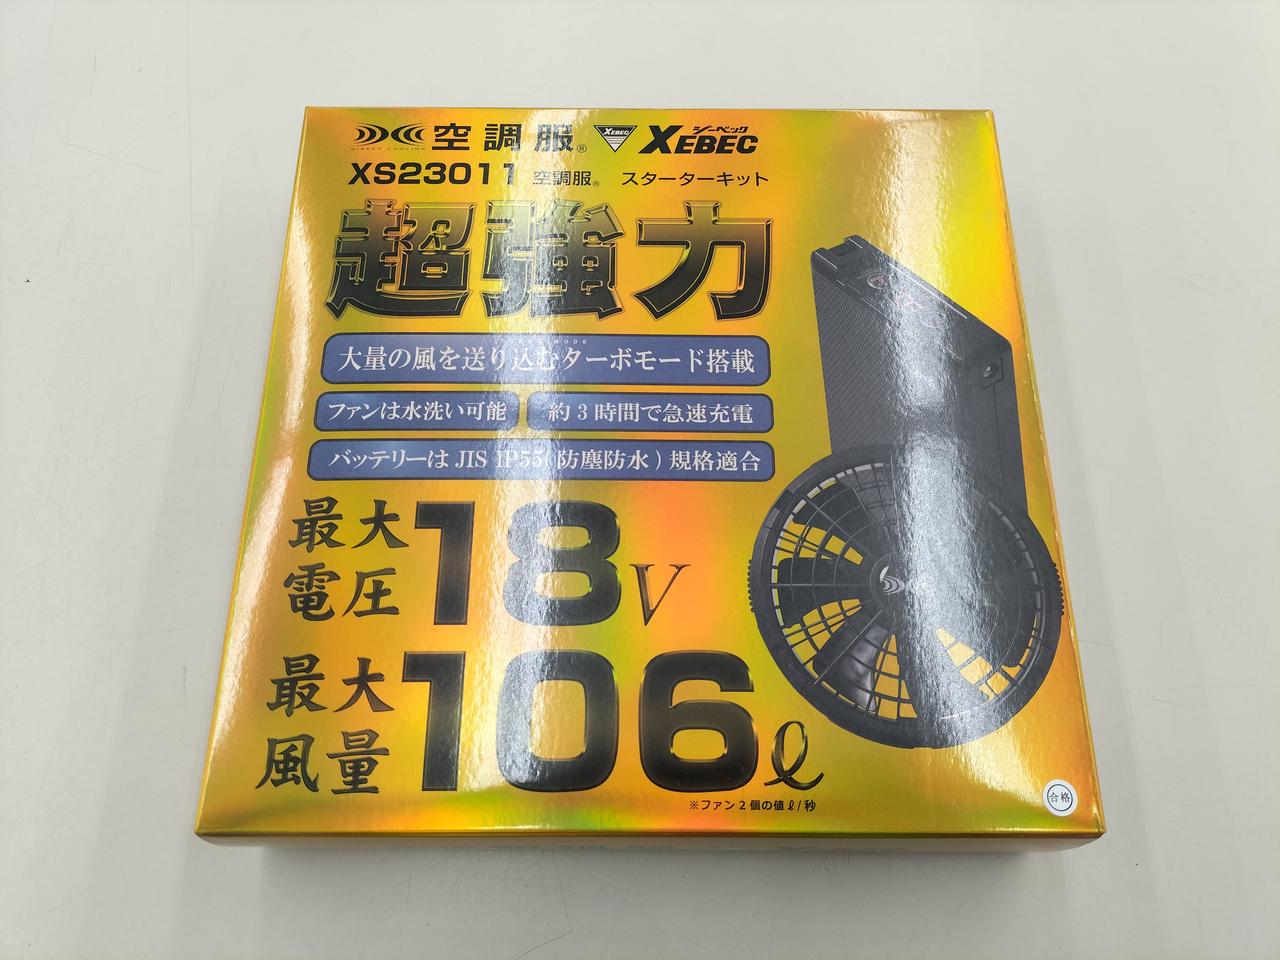 DIRECT COOLING
空調服® XEBEC ジーベック XEBEC
XS23011 空調服® スターターキット
超強力
大量の風を送り込むターボモード搭載
ファンは水洗い可能 約3時間で急速充電
バッテリーは JIS IP55(防塵防水)規格適合
最大電圧 18V
最大風量 106ℓ
※ファン2個の値ℓ/秒
合格